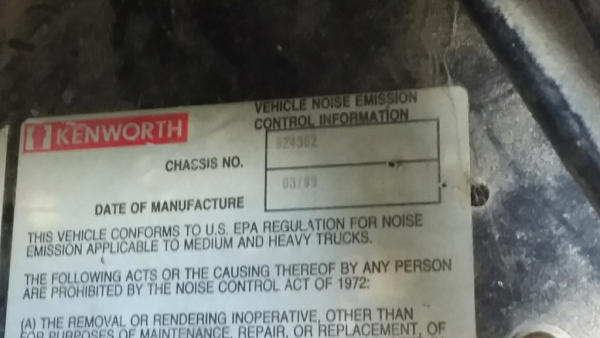 VEHICLE NOISE EMISSION
CONTROL INFORMATION
KENWORTH
CHASSIS NO.
DATE OF MANUFACTURE 03/99
THIS VEHICLE CONFORMS TO U.S. EPA REGULATION FOR NOISE
EMISSION APPLICABLE TO MEDIUM AND HEAVY TRUCKS.
THE FOLLOWING ACTS OR THE CAUSING THEREOF BY ANY PERSON
ARE PROHIBITED BY THE NOISE CONTROL ACT OF 1972:
(A) THE REMOVAL OR RENDERING INOPERATIVE, OTHER THAN
FOR PURPOSES OF MAINTENANCE, REPAIR, OR REPLACEMENT, OF